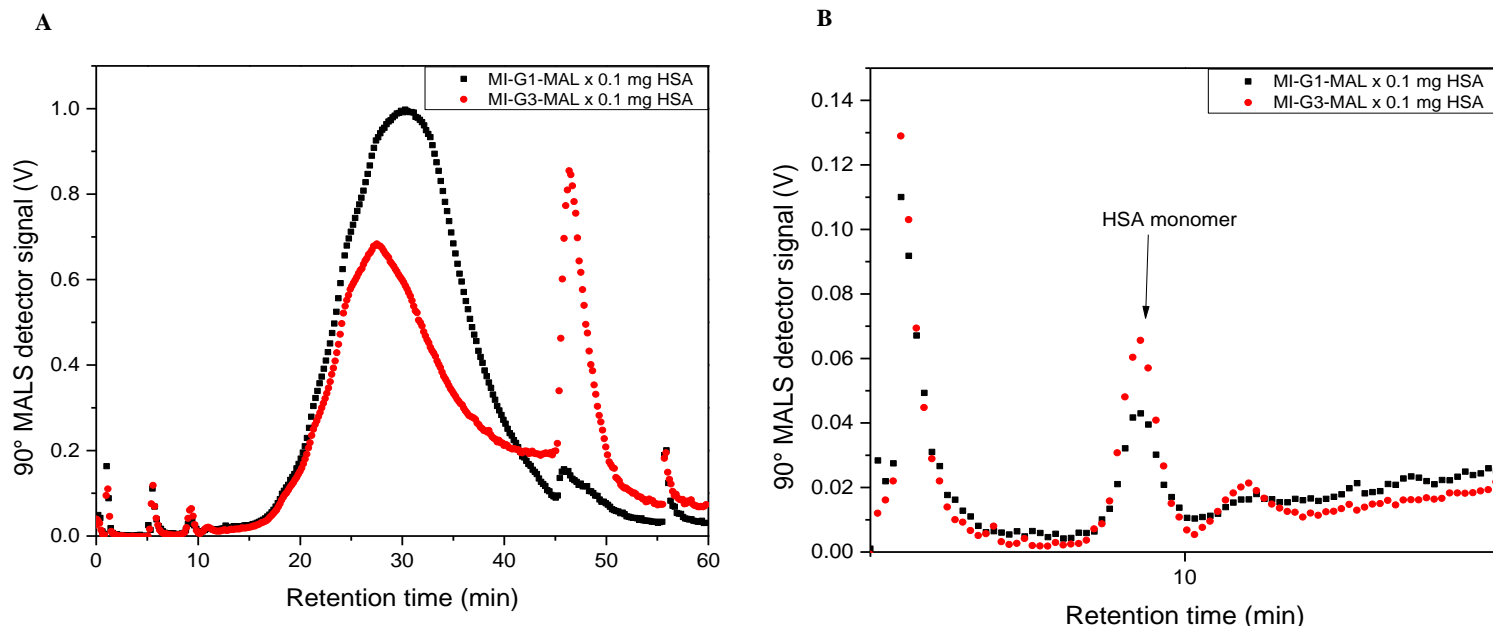 A
MI-G1-MAL x 0.1 mg HSA
MI-G3-MAL x 0.1 mg HSA
1.0
0.8
0.6
0.4
0.2
0.0
90° MALS detector signal (V)
0 10 20 30 40 50 60
Retention time (min)
B
MI-G1-MAL x 0.1 mg HSA
MI-G3-MAL x 0.1 mg HSA
HSA monomer
0.14
0.12
0.10
0.08
0.06
0.04
0.02
0.00
90° MALS detector signal (V)
10
Retention time (min)